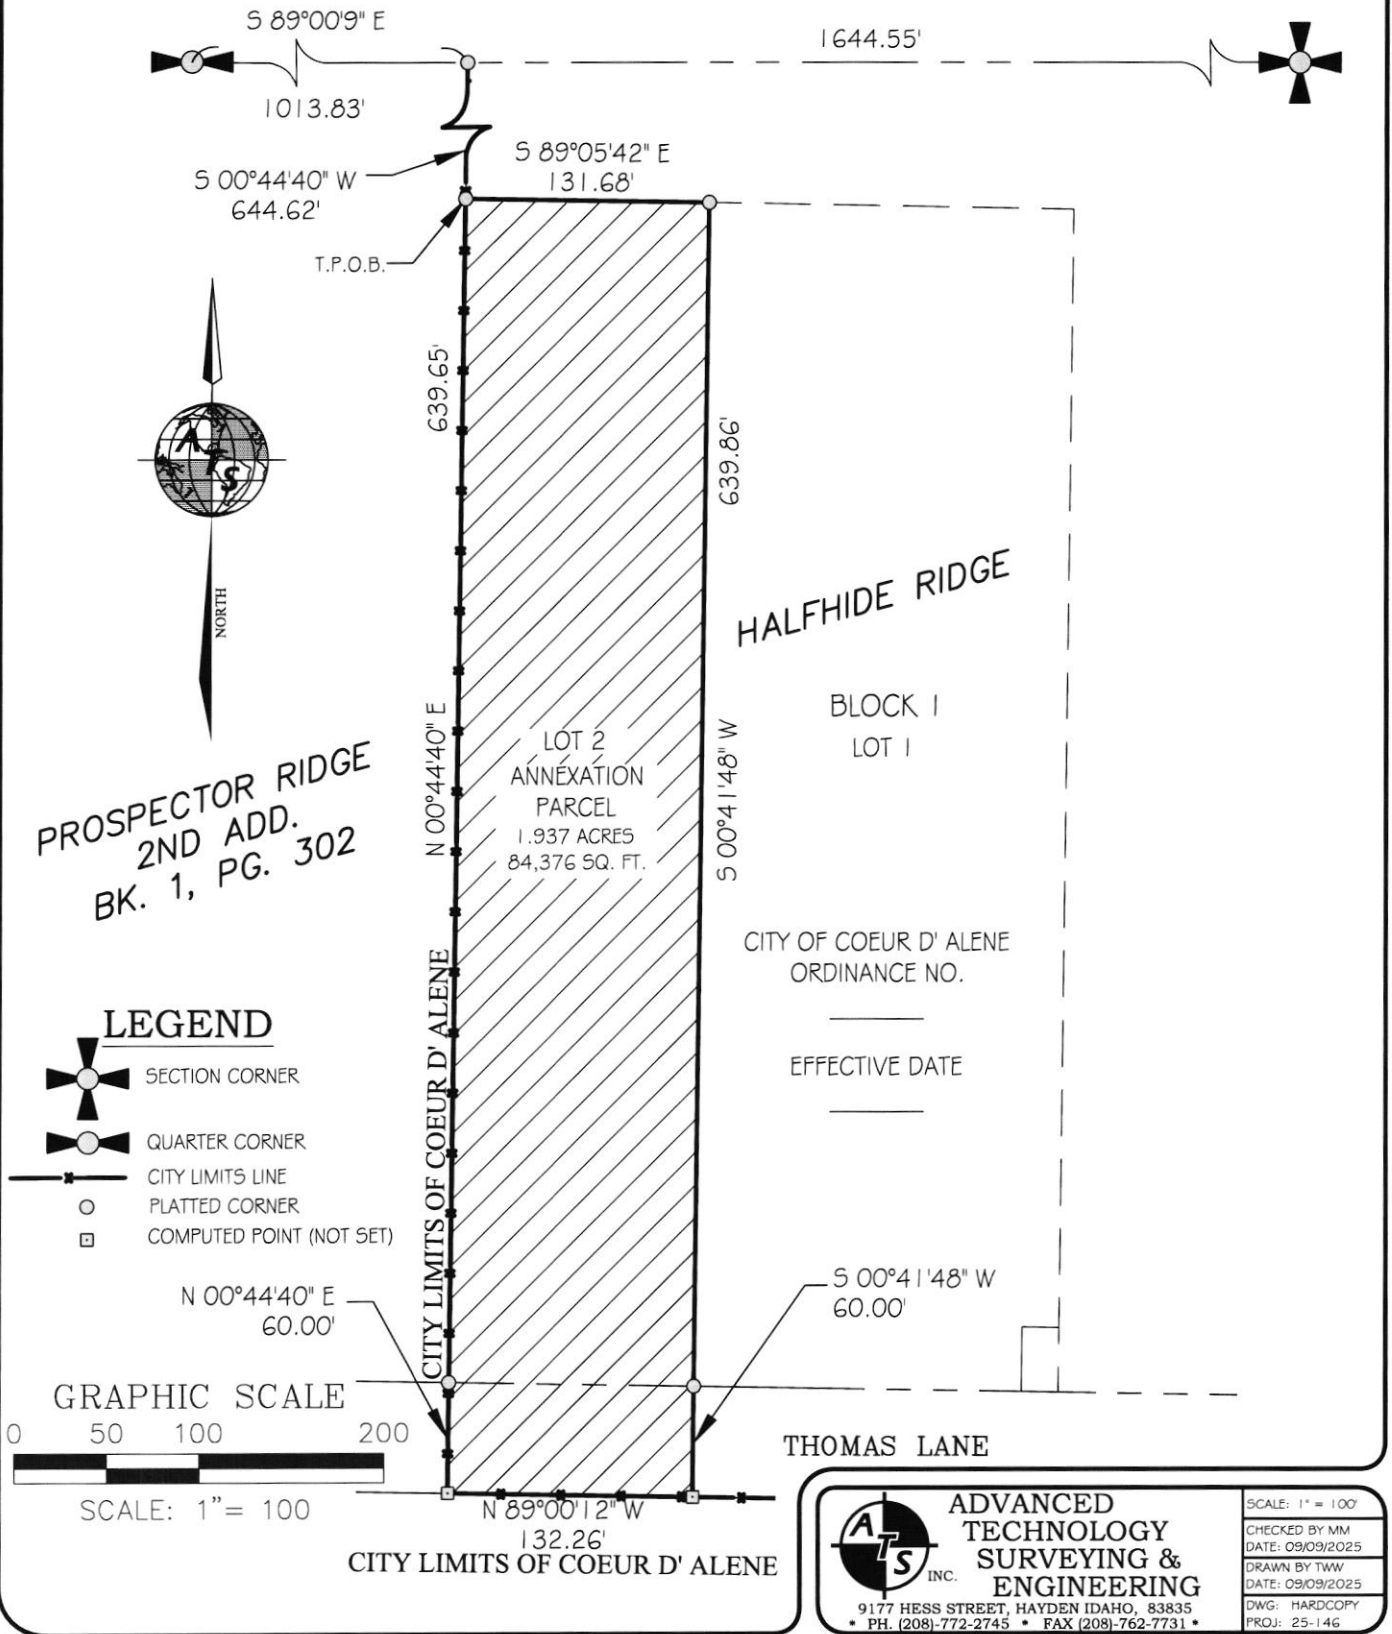 S 89°00'9" E
1644.55'
1013.83'
S 89°05'42" E
131.68'
S 00°44'40" W
644.62'
T.P.O.B.
639.65'
639.86'
A
T
S
NORTH
HALFHIDE RIDGE
BLOCK 1
LOT 1
N 00°44'40" E
S 00°41'48" W
LOT 2
ANNEXATION
PARCEL
1.937 ACRES
84,376 SQ. FT.
PROSPECTOR RIDGE
2ND ADD.
BK. 1, PG. 302
CITY OF COEUR D' ALENE
ORDINANCE NO.
EFFECTIVE DATE
CITY LIMITS OF COEUR D' ALENE
LEGEND
SECTION CORNER
QUARTER CORNER
CITY LIMITS LINE
PLATTED CORNER
COMPUTED POINT (NOT SET)
N 00°44'40" E
60.00'
S 00°41'48" W
60.00'
GRAPHIC SCALE
0 50 100 200
SCALE: 1"= 100
THOMAS LANE
N 89°00'12" W
132.26'
CITY LIMITS OF COEUR D' ALENE
A
T
S
INC.
ADVANCED
TECHNOLOGY
SURVEYING &
ENGINEERING
9177 HESS STREET, HAYDEN IDAHO, 83835
* PH. (208)-772-2745 * FAX (208)-762-7731 *
SCALE: 1" = 100'
CHECKED BY MM
DATE: 09/09/2025
DRAWN BY TWW
DATE: 09/09/2025
DWG: HARDCOPY
PROJ: 25-146